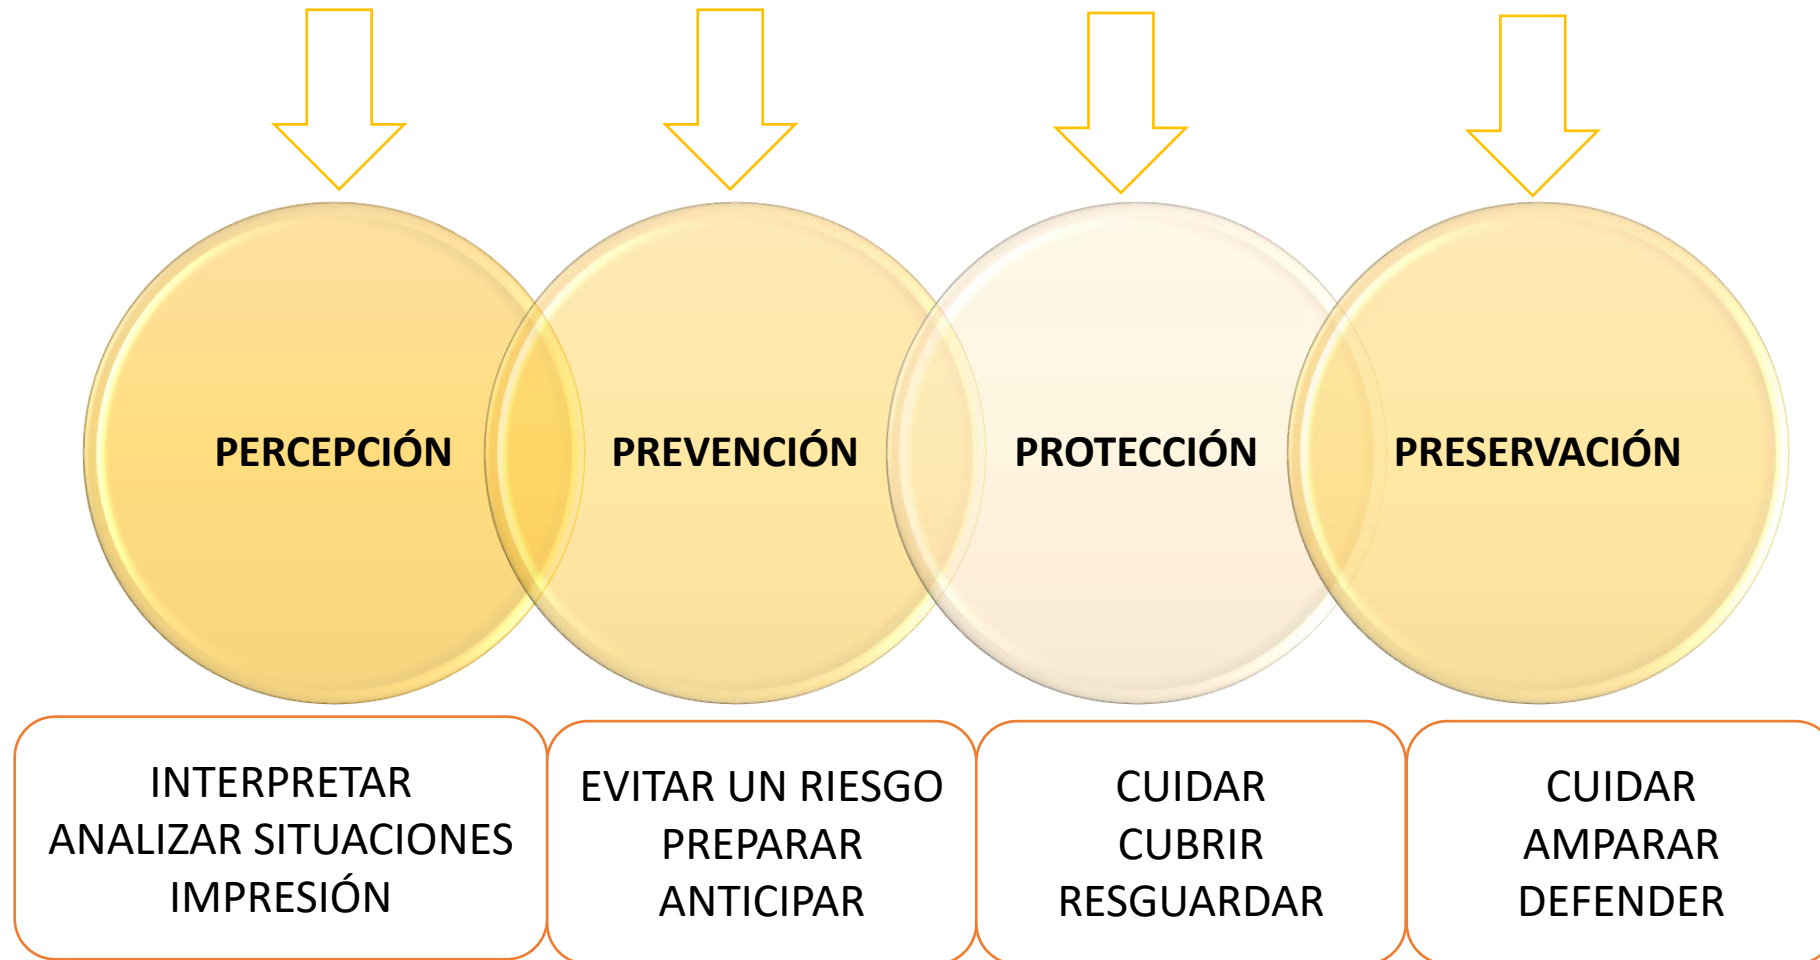 PERCEPCIÓN
PREVENCIÓN
PROTECCIÓN
PRESERVACIÓN
INTERPRETAR
ANALIZAR SITUACIONES
IMPRESIÓN
EVITAR UN RIESGO
PREPARAR
ANTICIPAR
CUIDAR
CUBRIR
RESGUARDAR
CUIDAR
AMPARAR
DEFENDER